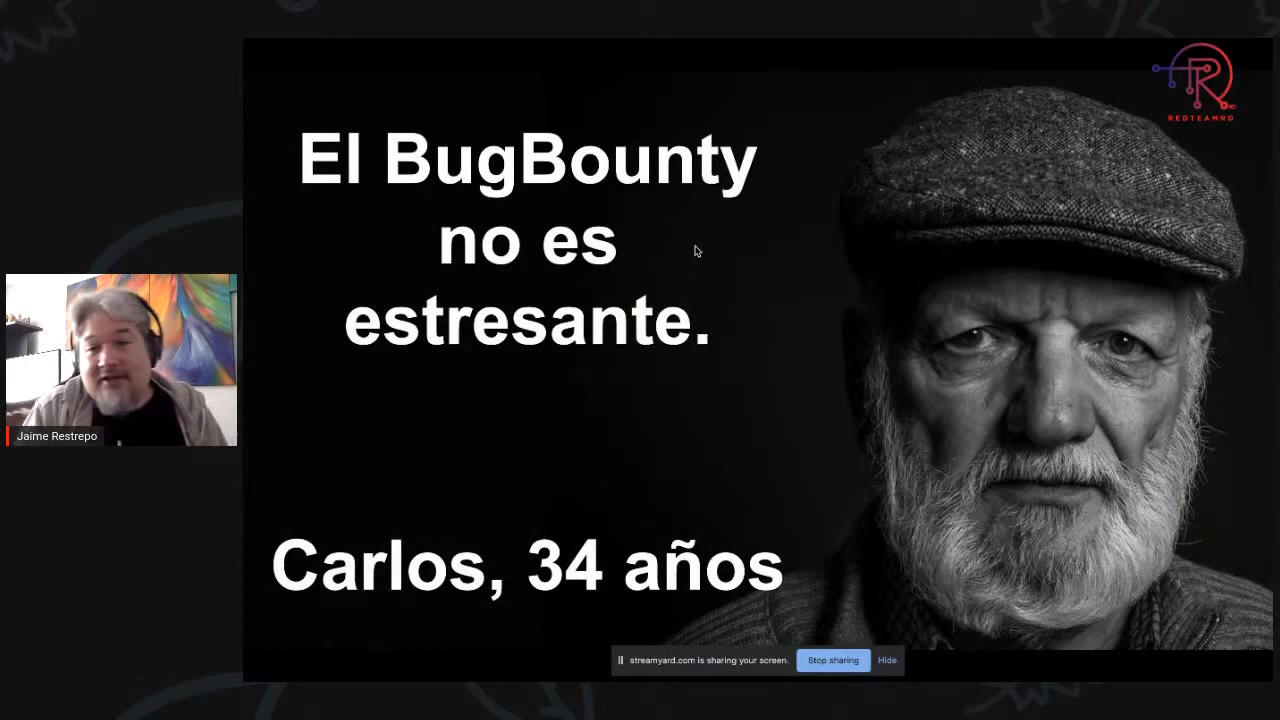 REDTEAMRD
El BugBounty
no es
estresante.
Jaime Restrepo
Carlos, 34 años
streamyard.com is sharing your screen. Stop sharing Hide